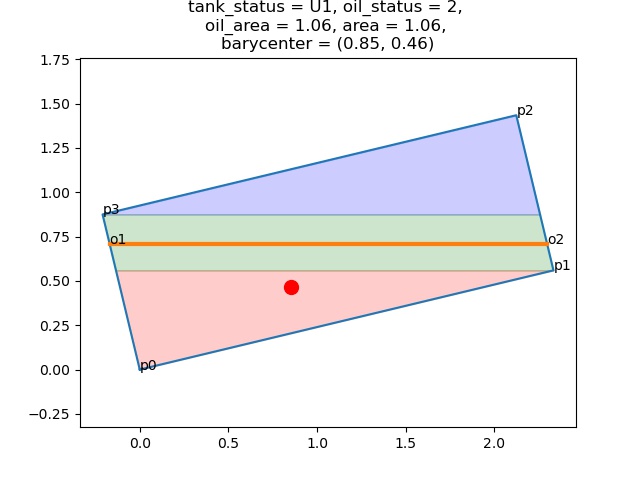 tank_status = U1, oil_status = 2,
oil_area = 1.06, area = 1.06,
barycenter = (0.85, 0.46)
1.75
1.50
1.25
1.00
0.75
0.50
0.25
0.00
−0.25
p2
p3
o1
o2
p1
p0
0.0
0.5
1.0
1.5
2.0